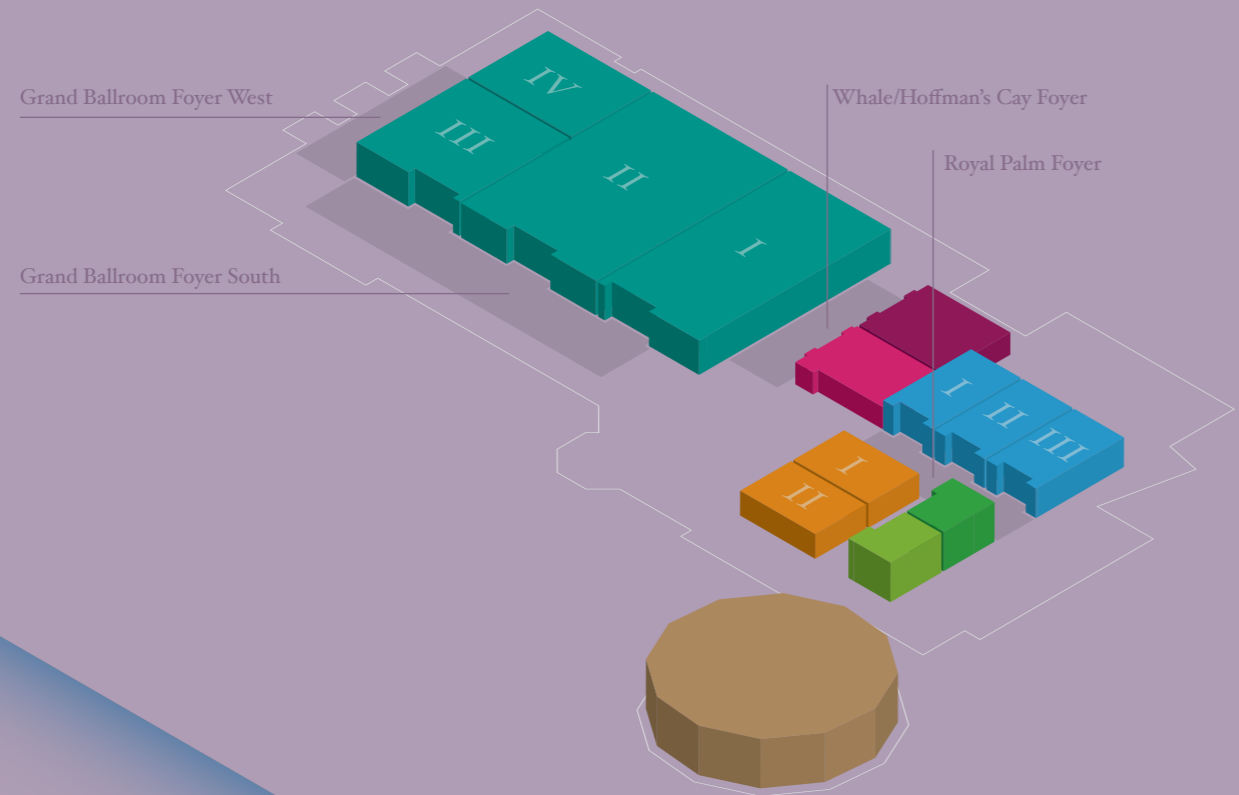 IV
Grand Ballroom Foyer West
Whale/Hoffman's Cay Foyer
III
Royal Palm Foyer
II
I
Grand Ballroom Foyer South
I
II
III
I
II